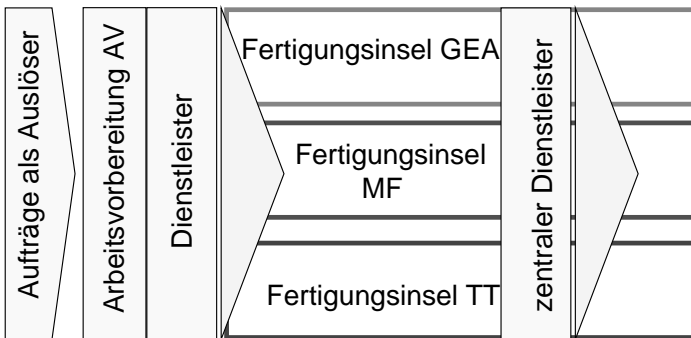 Aufträge als Auslöser
Arbeitsvorbereitung AV
Dienstleister
Fertigungsinsel GEA
Fertigungsinsel
MF
Fertigungsinsel TT
zentraler Dienstleister